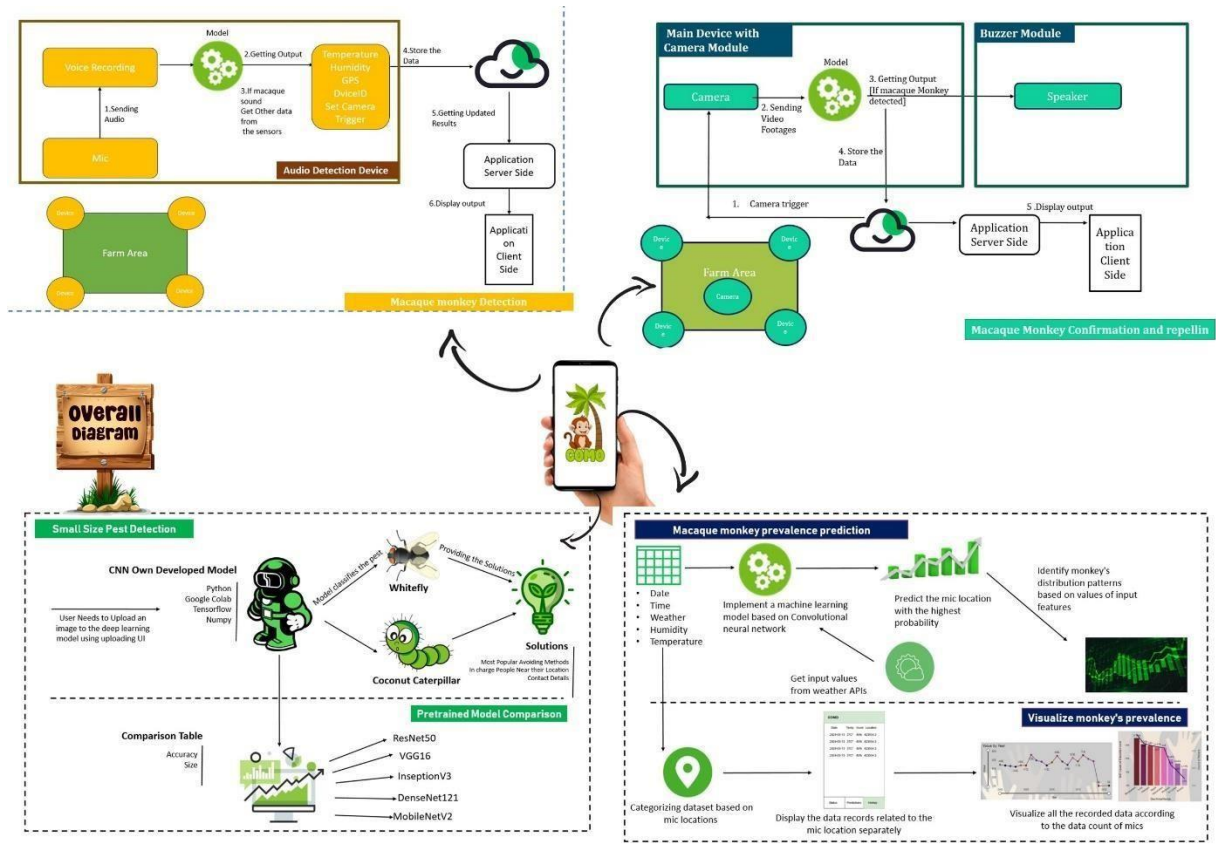 Model
Voice Recording
2.Getting Output
Temperature
Humidity
GPS
DviceID
Set Camera
Trigger
4.Store the
Data
1.Sending
Audio
3.If macaque
sound
Get Other data
from
the sensors
Mic
Audio Detection Device
5.Getting Updated
Results
Application
Server Side
6.Display output
Applicati
on
Client
Side
Device
Device
Farm Area
Device
Device
Macaque monkey Detection
Main Device with
Camera Module
Buzzer Module
Model
Camera
2. Sending
Video
Footages
3. Getting Output
[If macaque Monkey
detected]
Speaker
4. Store the
Data
1. Camera trigger
5 .Display output
Application
Server Side
Applica
tion
Client
Side
Devic
e
Devic
e
Farm Area
Camera
Devic
e
Devic
e
Macaque Monkey Confirmation and repellin
Overall
Diagram
COMO
Small Size Pest Detection
CNN Own Developed Model
Python
Google Colab
Tensorflow
Numpy
User Needs to Upload an
image to the deep learning
model using uploading UI
Model classifies the pest
Whitefly
Providing the Solutions
Coconut Caterpillar
Solutions
Most Popular Avoiding Methods
In charge People Near their Location
Contact Details
Pretrained Model Comparison
Comparison Table
Accuracy
Size
ResNet50
VGG16
InseptionV3
DenseNet121
MobileNetV2
Macaque monkey prevalence prediction
• Date
• Time
• Weather
• Humidity
• Temperature
Implement a machine learning
model based on Convolutional
neural network
Predict the mic location
with the highest
probability
Identify monkey's
distribution patterns
based on values of input
features
Get input values
from weather APIs
Visualize monkey's prevalence
Categorizing dataset based on
mic locations
Display the data records related to the
mic location separately
Visualize all the recorded data according
to the data count of mics